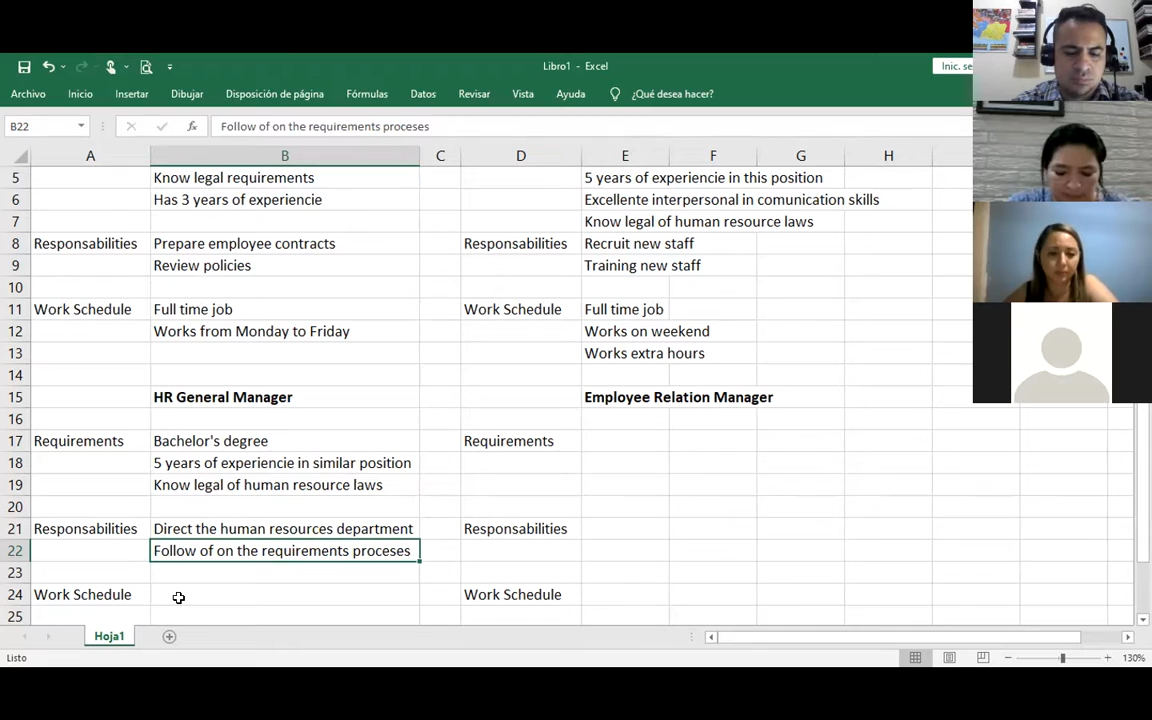 Libro1 - Excel
Inic. se
Archivo Inicio Insertar Dibujar Disposición de página Fórmulas Datos Revisar Vista Ayuda ¿Qué desea hacer?
B22 fx Follow of on the requirements proceses
A B C D E F G H
5 Know legal requirements 5 years of experiencie in this position
6 Has 3 years of experiencie Excellente interpersonal in comunication skills
7 Know legal of human resource laws
8 Responsabilities Prepare employee contracts Responsabilities Recruit new staff
9 Review policies Training new staff
10
11 Work Schedule Full time job Work Schedule Full time job
12 Works from Monday to Friday Works on weekend
13 Works extra hours
14
15 HR General Manager Employee Relation Manager
16
17 Requirements Bachelor's degree Requirements
18 5 years of experiencie in similar position
19 Know legal of human resource laws
20
21 Responsabilities Direct the human resources department Responsabilities
22 Follow of on the requirements proceses
23
24 Work Schedule Work Schedule
25
Hoja1
Listo 130%